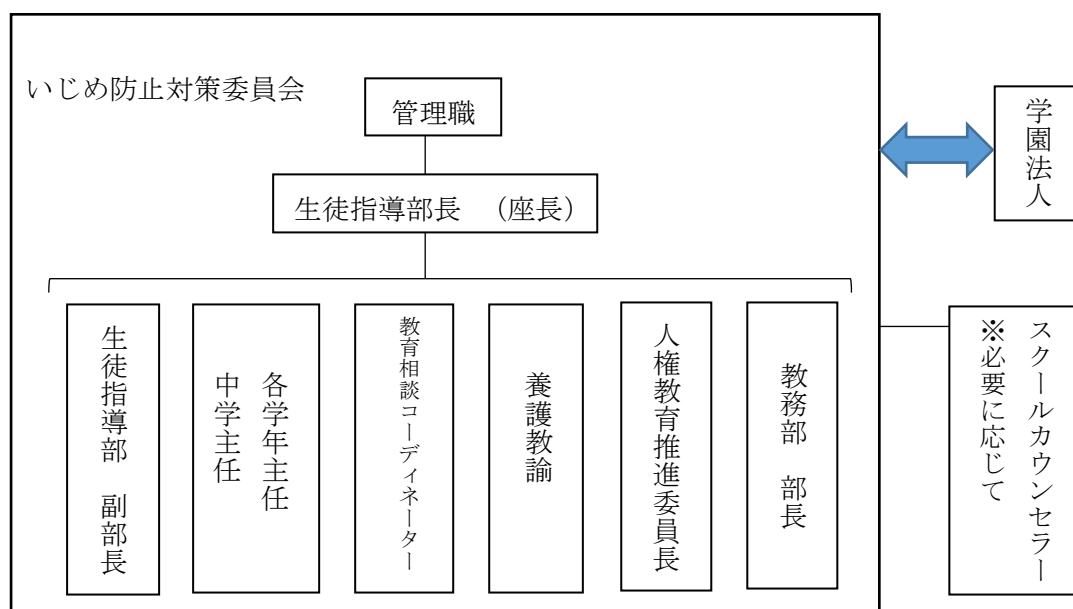 いじめ防止対策委員会
管理職
生徒指導部長　（座長）
生徒指導部　副部長
各学年主任
中学主任
教育相談コーディネーター
養護教諭
人権教育推進委員長
教務部　部長
学園法人
スクールカウンセラー
※必要に応じて